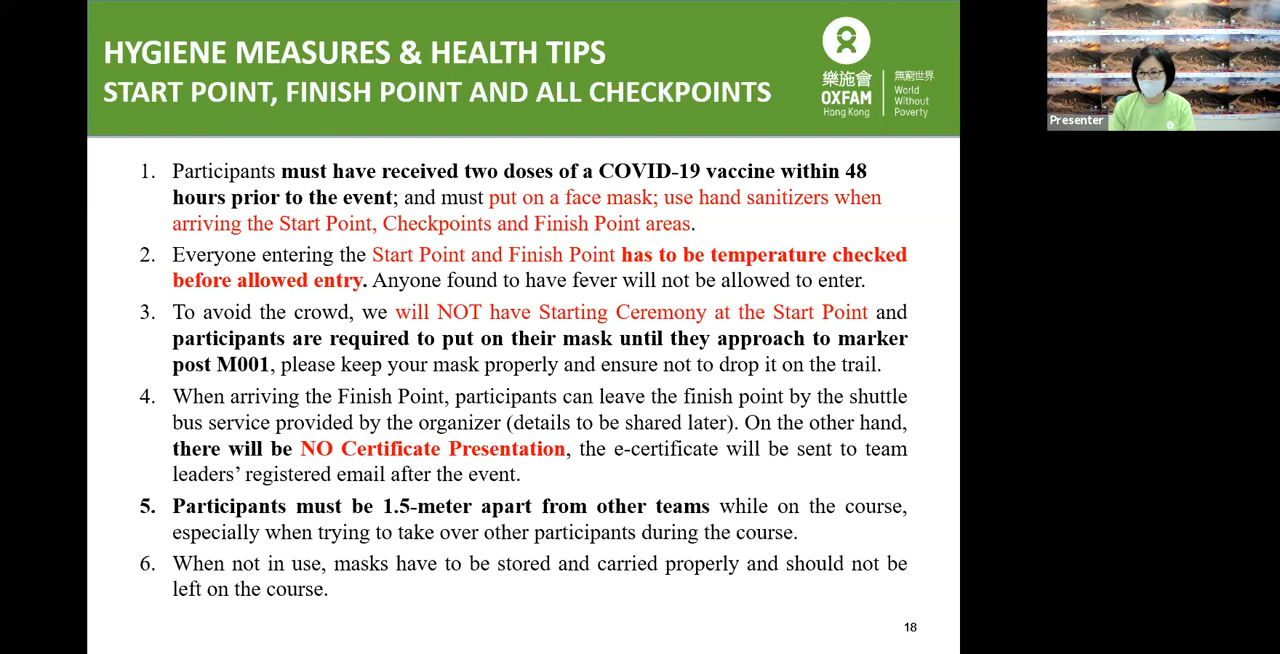 HYGIENE MEASURES & HEALTH TIPS
START POINT, FINISH POINT AND ALL CHECKPOINTS
樂施會
OXFAM
Hong Kong
無窮世界
World
Without
Poverty
Presenter
1. Participants must have received two doses of a COVID-19 vaccine within 48
hours prior to the event; and must put on a face mask; use hand sanitizers when
arriving the Start Point, Checkpoints and Finish Point areas.
2. Everyone entering the Start Point and Finish Point has to be temperature checked
before allowed entry. Anyone found to have fever will not be allowed to enter.
3. To avoid the crowd, we will NOT have Starting Ceremony at the Start Point and
participants are required to put on their mask until they approach to marker
post M001, please keep your mask properly and ensure not to drop it on the trail.
4. When arriving the Finish Point, participants can leave the finish point by the shuttle
bus service provided by the organizer (details to be shared later). On the other hand,
there will be NO Certificate Presentation, the e-certificate will be sent to team
leaders' registered email after the event.
5. Participants must be 1.5-meter apart from other teams while on the course,
especially when trying to take over other participants during the course.
6. When not in use, masks have to be stored and carried properly and should not be
left on the course.
18